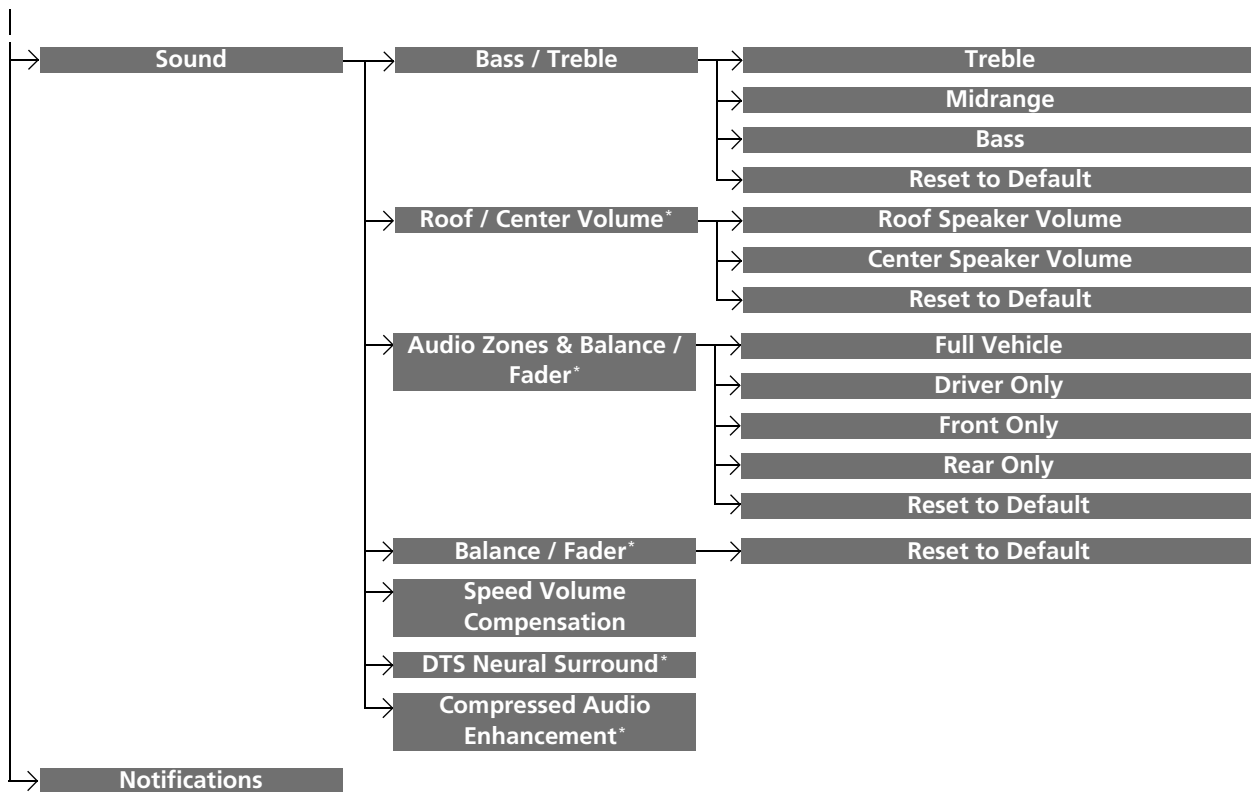 Sound
Bass / Treble
Treble
Midrange
Bass
Reset to Default
Roof / Center Volume*
Roof Speaker Volume
Center Speaker Volume
Reset to Default
Audio Zones & Balance /
Fader*
Full Vehicle
Driver Only
Front Only
Rear Only
Reset to Default
Balance / Fader*
Reset to Default
Speed Volume
Compensation
DTS Neural Surround*
Compressed Audio
Enhancement*
Notifications